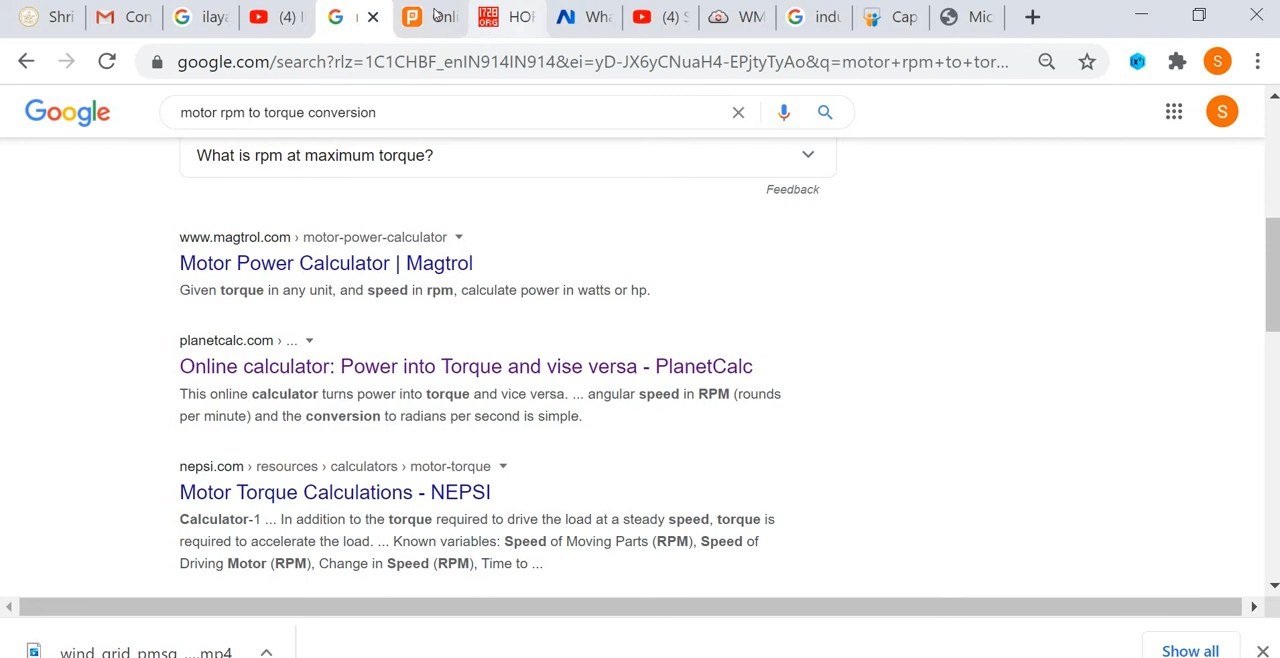 Shri
Con
ilaya
(4)
Onli
1728
ORG
HOR
Wha
(4) S
WM
indu
Cap
Mic
google.com/search?rlz=1C1CHBF_enIN914IN914&ei=yD-JX6yCNuaH4-EPjtyTyAo&q=motor+rpm+to+tor...
S
Google
motor rpm to torque conversion
S
What is rpm at maximum torque?
Feedback
www.magtrol.com › motor-power-calculator
Motor Power Calculator | Magtrol
Given torque in any unit, and speed in rpm, calculate power in watts or hp.
planetcalc.com › ...
Online calculator: Power into Torque and vise versa - PlanetCalc
This online calculator turns power into torque and vice versa. ... angular speed in RPM (rounds
per minute) and the conversion to radians per second is simple.
nepsi.com › resources › calculators › motor-torque
Motor Torque Calculations - NEPSI
Calculator-1 ... In addition to the torque required to drive the load at a steady speed, torque is
required to accelerate the load. ... Known variables: Speed of Moving Parts (RPM), Speed of
Driving Motor (RPM), Change in Speed (RPM), Time to ...
wind_grid_pmsg_....mp4
Show all